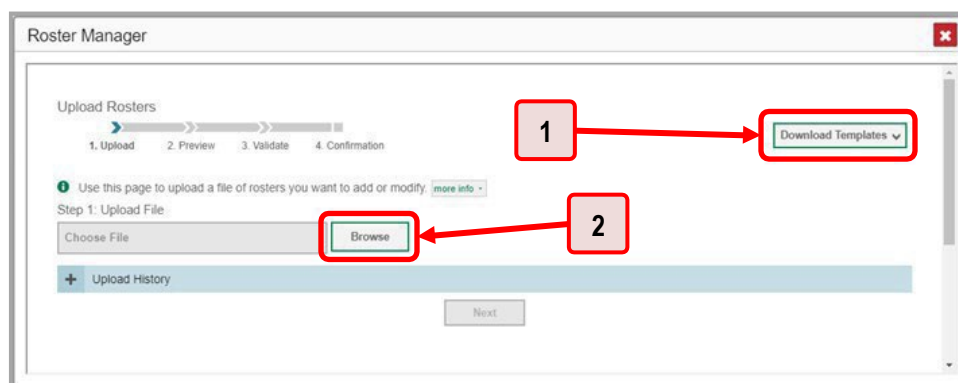 Roster Manager
Upload Rosters
1. Upload 2. Preview 3. Validate 4. Confirmation
1
Download Templates
Use this page to upload a file of rosters you want to add or modify. more info
Step 1: Upload File
Choose File Browse
2
+ Upload History
Next